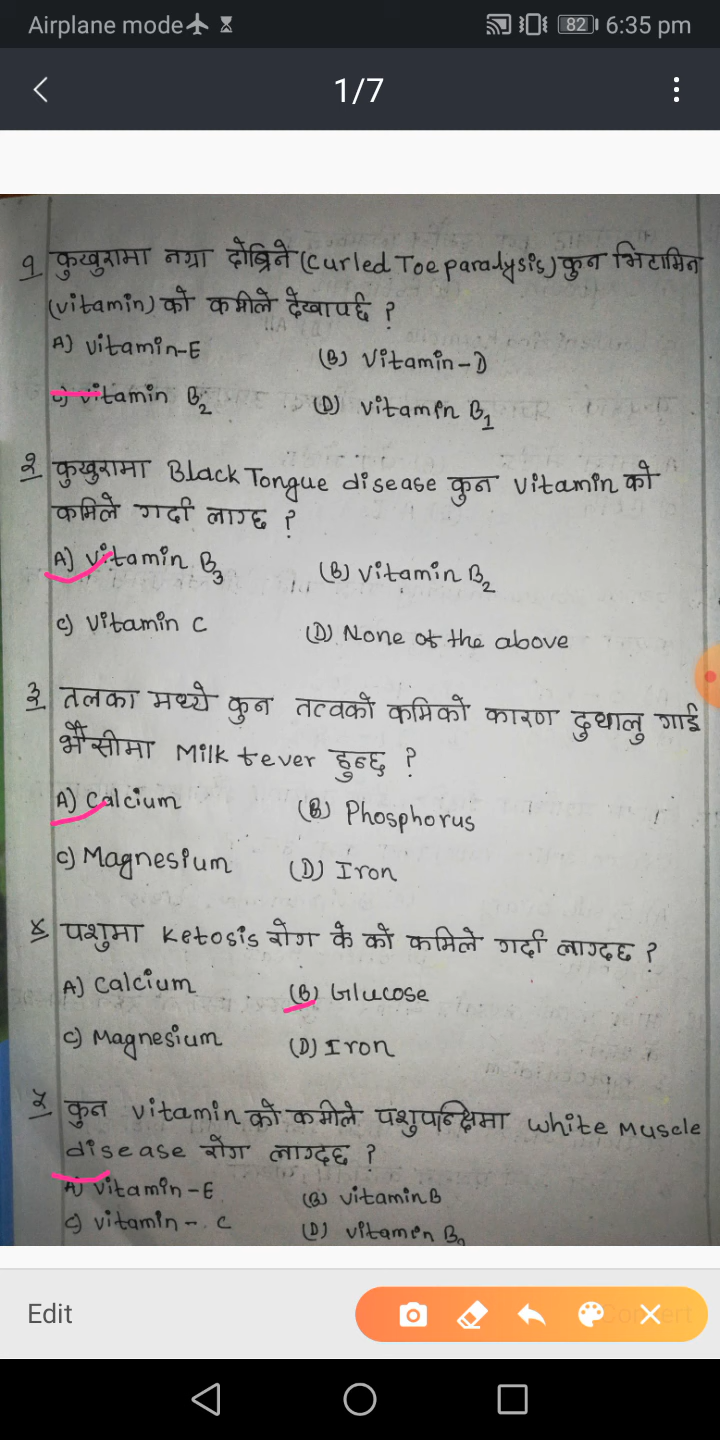 Airplane mode 82 6:35 pm
1/7
१ कुखुरामा नग्रा दोब्रिने (Curled Toe paralysis) कुन भिटामिन
(vitamin) को कमीले देखापर्छ ?
A) vitamin-E (B) Vitamin-D
C) vitamin B2 (D) vitamin B1
२ कुखुरामा Black Tongue disease कुन vitamin को
कमिले गर्दा लाग्छ ?
A) Vitamin B3 (B) vitamin B2
C) Vitamin C (D) None of the above
३ तलका मध्ये कुन तत्वको कमिको कारण दुधालु गाई
भैंसीमा Milk fever हुन्छ ?
A) Calcium (B) Phosphorus
C) Magnesium (D) Iron
४ पशुमा Ketosis रोग के को कमिले गर्दा लाग्दछ ?
A) Calcium (B) Glucose
C) Magnesium (D) Iron
५ कुन vitamin को कमीले पशुपन्क्षिमा White Muscle
disease रोग लाग्दछ ?
A) Vitamin-E (B) vitamin B
C) vitamin - C (D) vitamin
Edit